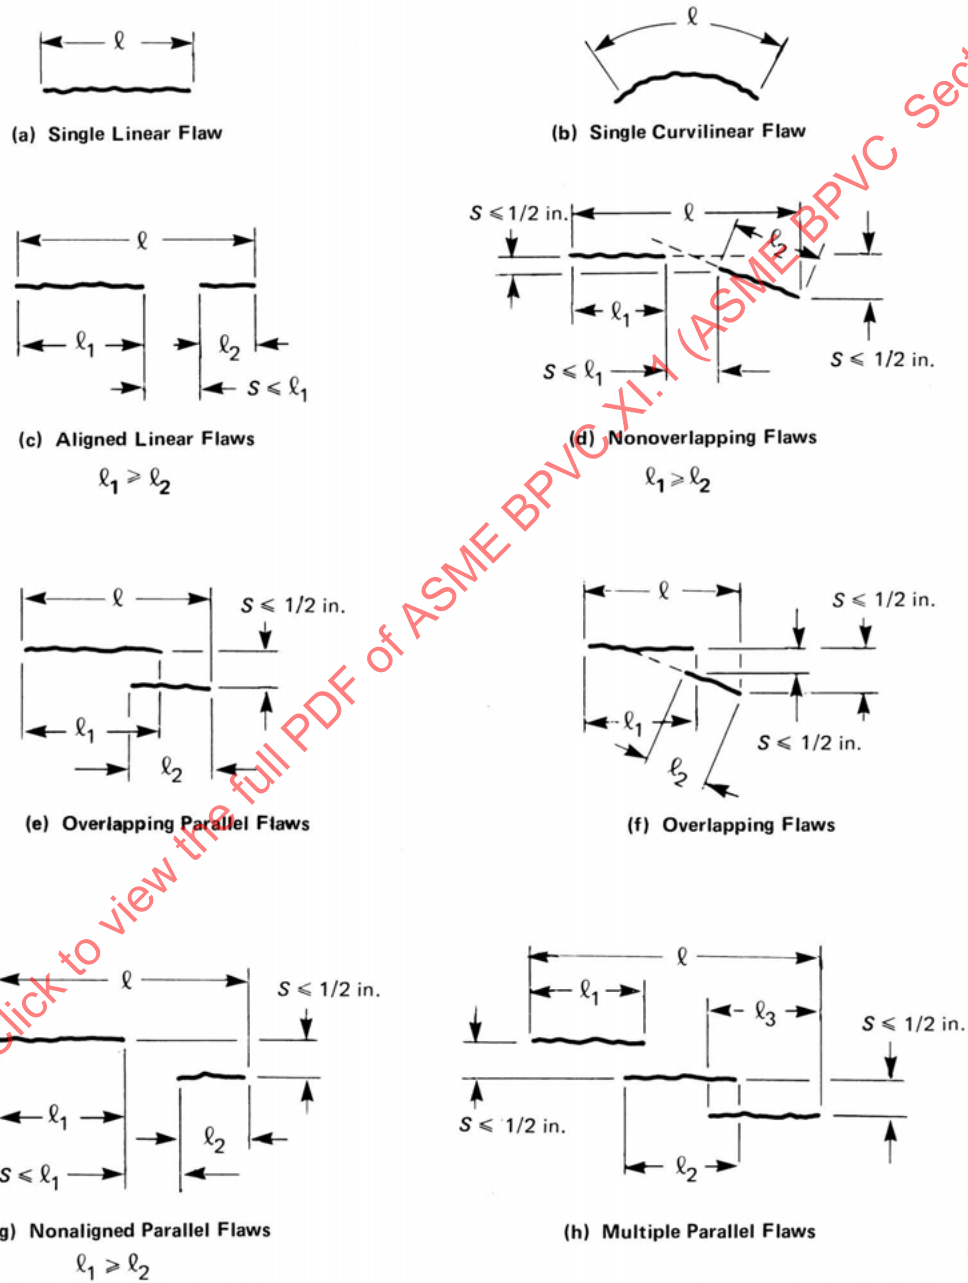 ℓ
ℓ
(a) Single Linear Flaw
(b) Single Curvilinear Flaw
S ⩽ 1/2 in.
ℓ
ℓ
ℓ2
ℓ1
ℓ2
S ⩽ ℓ1
ℓ1
S ⩽ 1/2 in.
S ⩽ ℓ1
(c) Aligned Linear Flaws
(d) Nonoverlapping Flaws
ℓ1 ⩾ ℓ2
ℓ1 ⩾ ℓ2
ℓ
S ⩽ 1/2 in.
ℓ
S ⩽ 1/2 in.
ℓ1
ℓ2
ℓ1
S ⩽ 1/2 in.
ℓ2
(e) Overlapping Parallel Flaws
(f) Overlapping Flaws
ℓ
S ⩽ 1/2 in.
ℓ
ℓ1
ℓ3
S ⩽ 1/2 in.
ℓ1
ℓ2
S ⩽ 1/2 in.
S ⩽ ℓ1
ℓ2
g) Nonaligned Parallel Flaws
(h) Multiple Parallel Flaws
ℓ1 ⩾ ℓ2
Click to view the full PDF of ASME BPVC XI.1 (ASME BPVC Sect